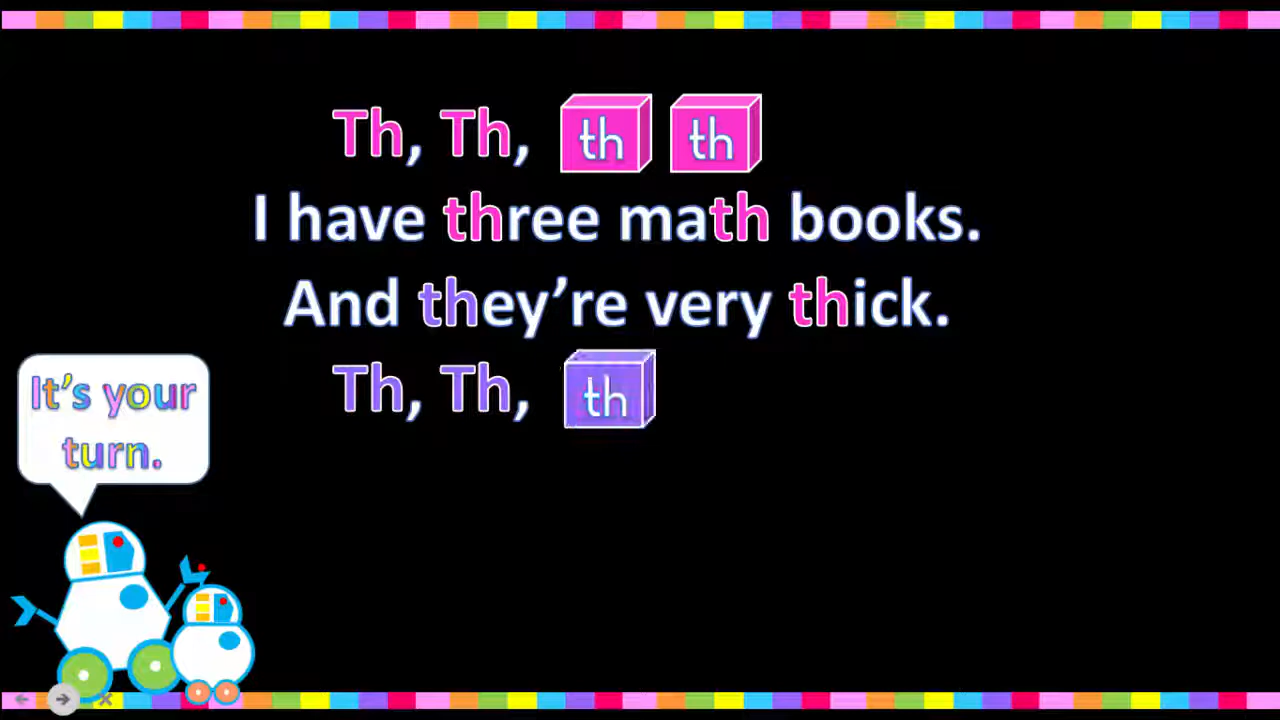 Th, Th, th th
I have three math books.
And they’re very thick.
Th, Th, th
It’s your
turn.